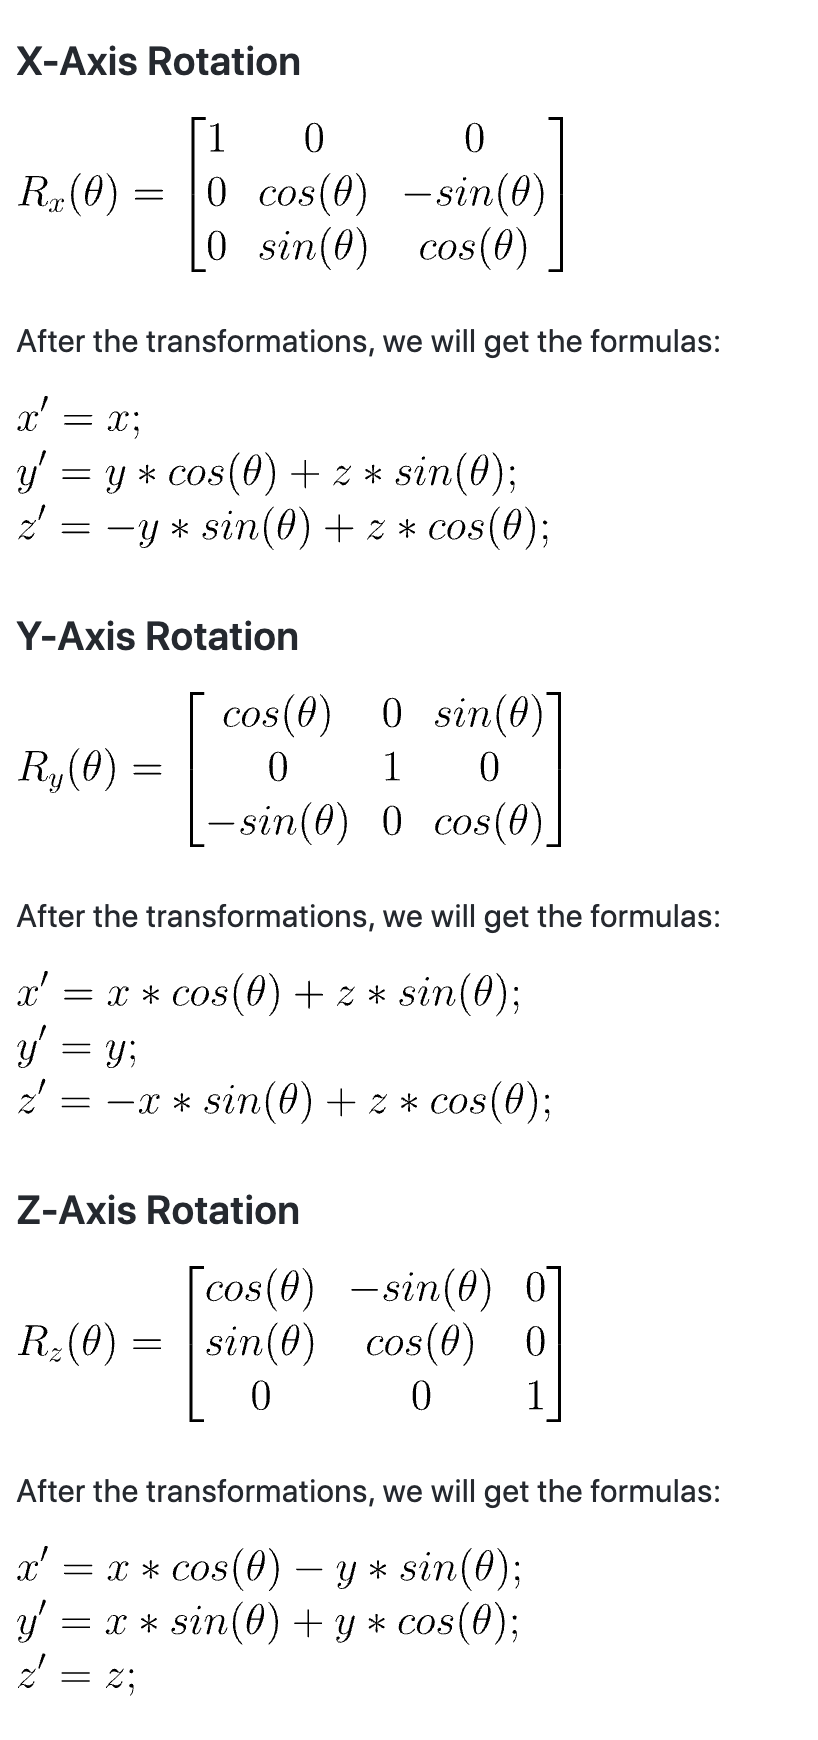 X-Axis Rotation
R_x(θ) = [1 0 0
0 cos(θ) −sin(θ)
0 sin(θ) cos(θ)]
After the transformations, we will get the formulas:
x′ = x;
y′ = y * cos(θ) + z * sin(θ);
z′ = −y * sin(θ) + z * cos(θ);
Y-Axis Rotation
R_y(θ) = [cos(θ) 0 sin(θ)
0 1 0
−sin(θ) 0 cos(θ)]
After the transformations, we will get the formulas:
x′ = x * cos(θ) + z * sin(θ);
y′ = y;
z′ = −x * sin(θ) + z * cos(θ);
Z-Axis Rotation
R_z(θ) = [cos(θ) −sin(θ) 0
sin(θ) cos(θ) 0
0 0 1]
After the transformations, we will get the formulas:
x′ = x * cos(θ) − y * sin(θ);
y′ = x * sin(θ) + y * cos(θ);
z′ = z;